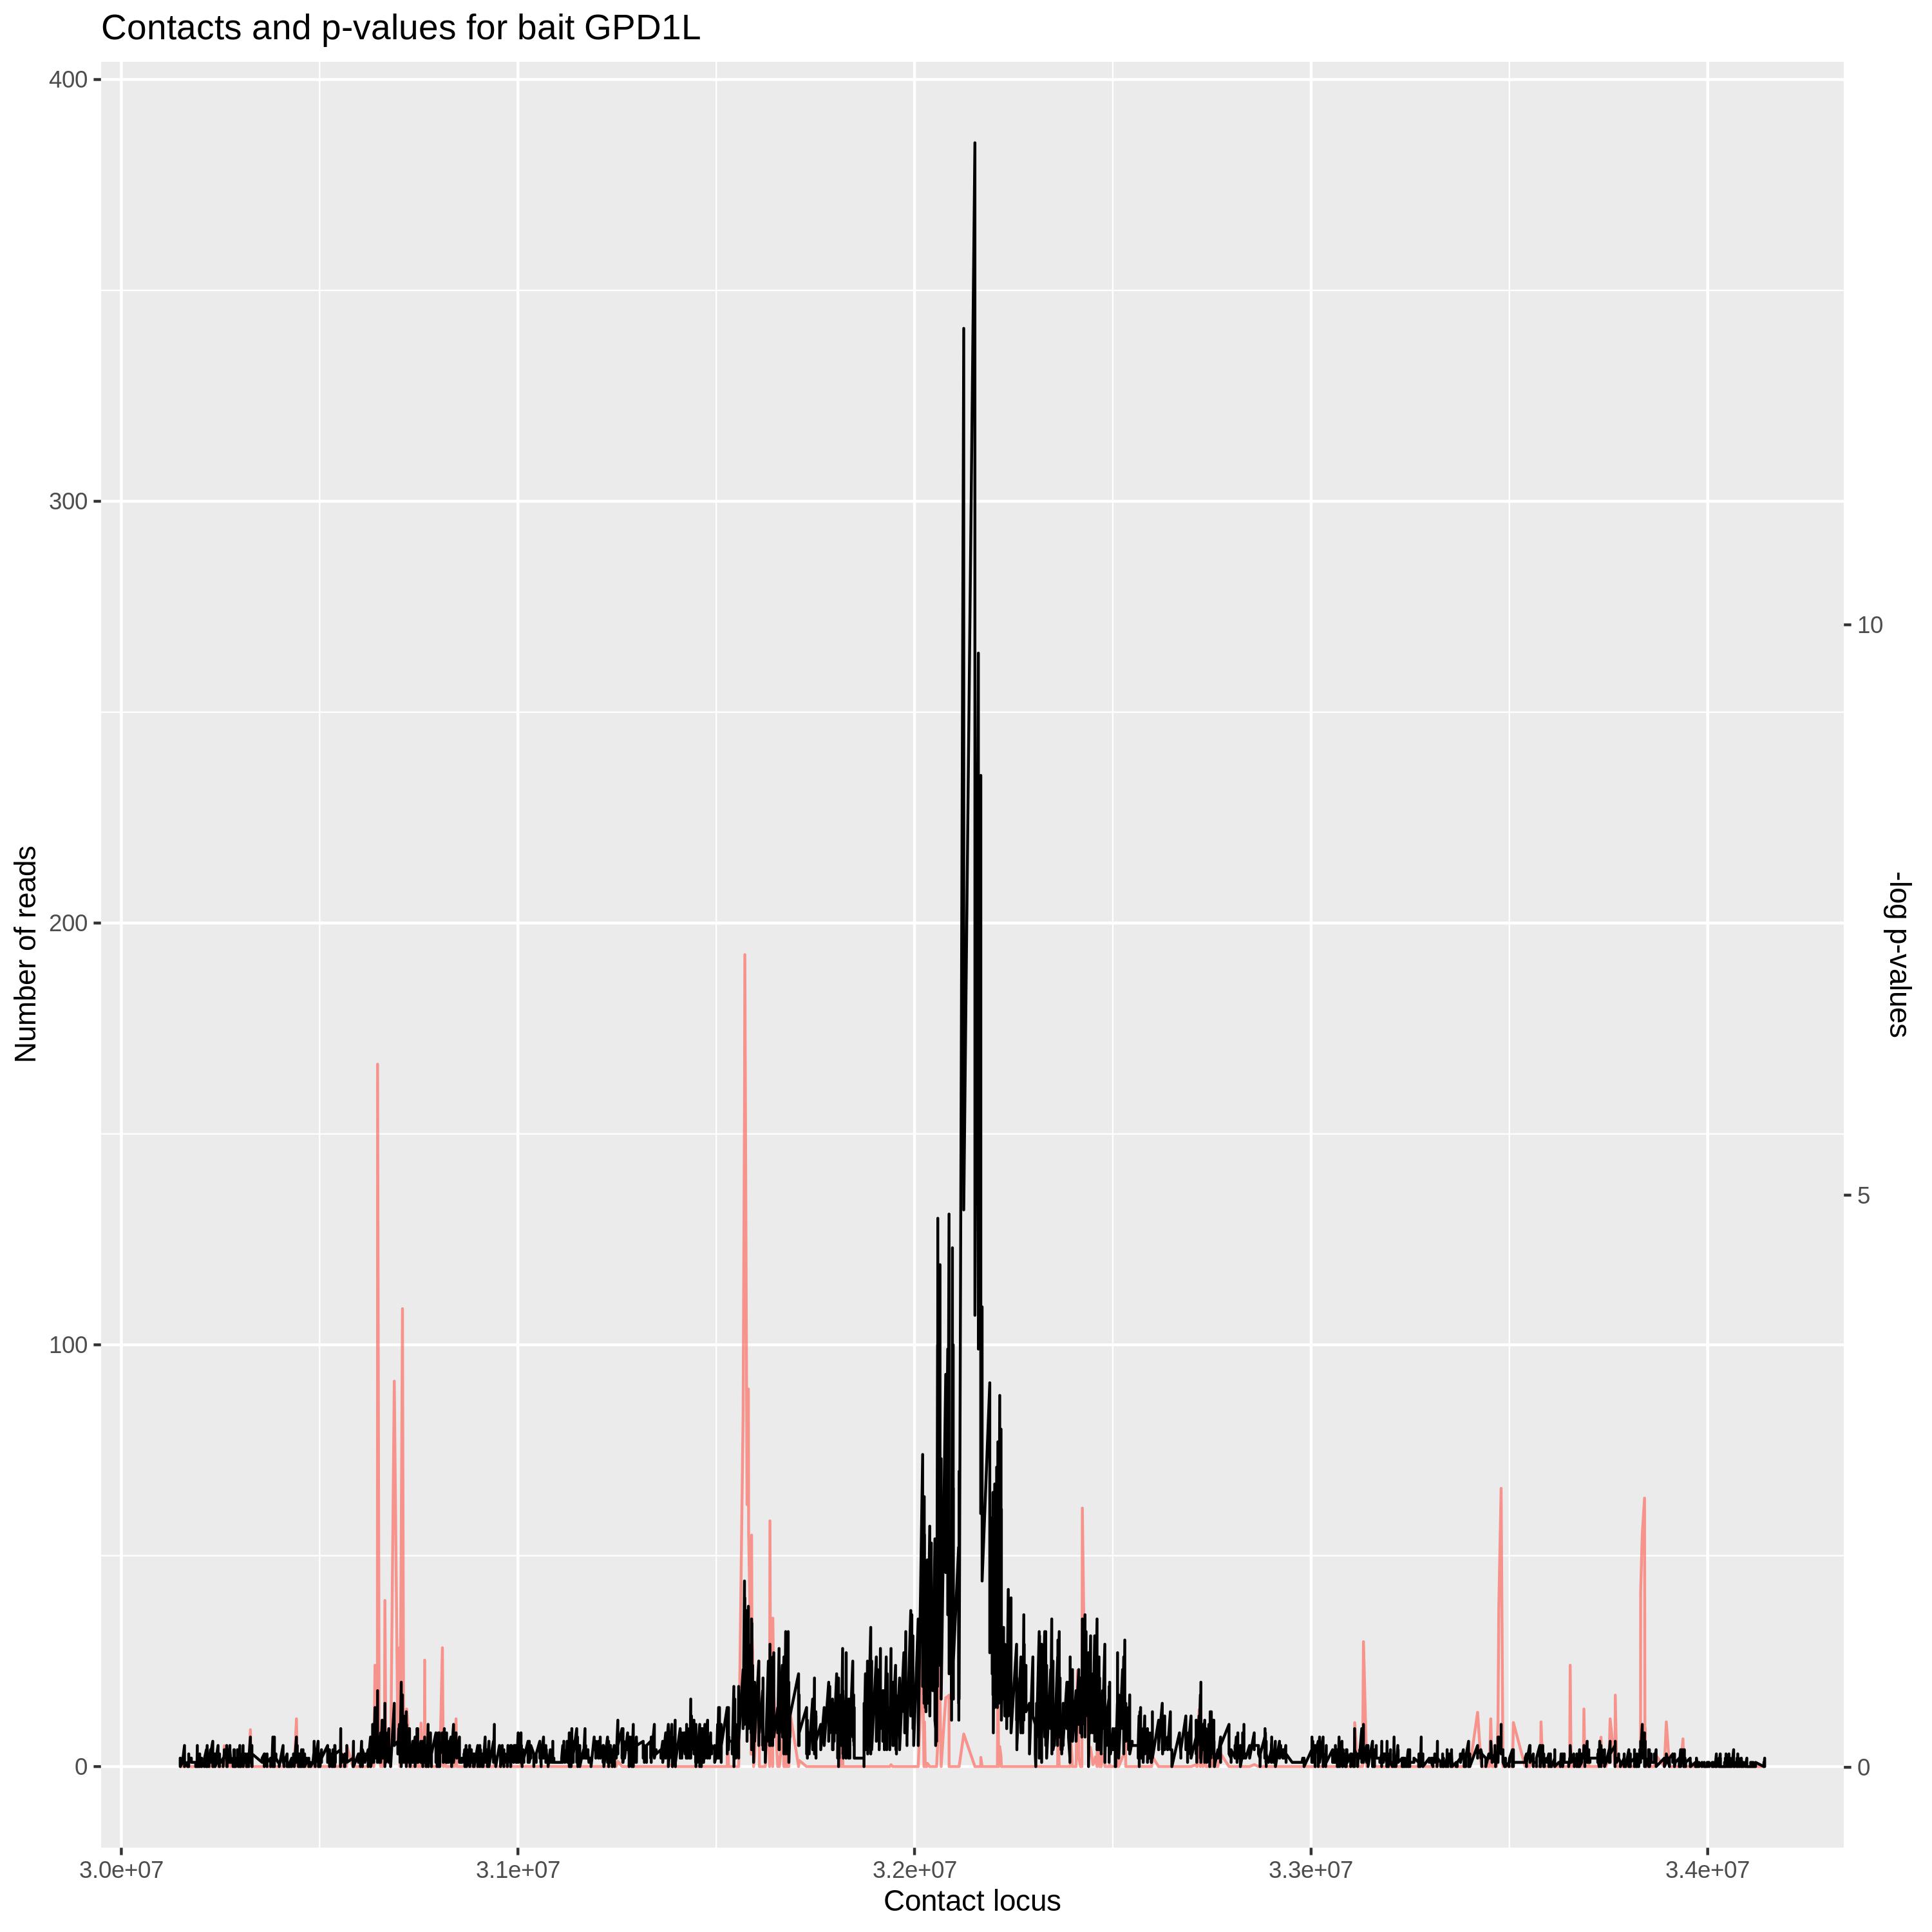 Contacts and p-values for bait GPD1L
400
300
200
100
0
Number of reads
10
5
0
-log p-values
3.0e+07
3.1e+07
3.2e+07
3.3e+07
3.4e+07
Contact locus